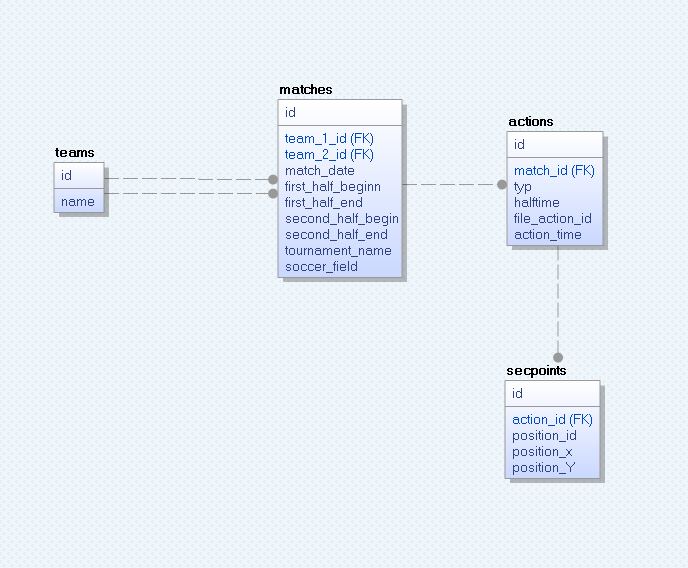 teams
id
name
matches
id
team_1_id (FK)
team_2_id (FK)
match_date
first_half_beginn
first_half_end
second_half_begin
second_half_end
tournament_name
soccer_field
actions
id
match_id (FK)
typ
halftime
file_action_id
action_time
secpoints
id
action_id (FK)
position_id
position_x
position_Y